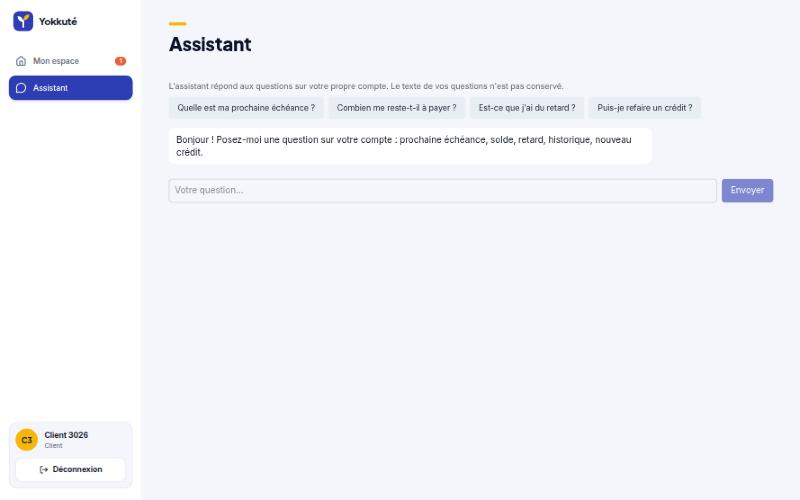 Yokkuté
Mon espace
1
Assistant
Client 3026
Client
C3
Déconnexion
Assistant
L'assistant répond aux questions sur votre propre compte. Le texte de vos questions n'est pas conservé.
Quelle est ma prochaine échéance ?
Combien me reste-t-il à payer ?
Est-ce que j'ai du retard ?
Puis-je refaire un crédit ?
Bonjour ! Posez-moi une question sur votre compte : prochaine échéance, solde, retard, historique, nouveau
crédit.
Votre question...
Envoyer